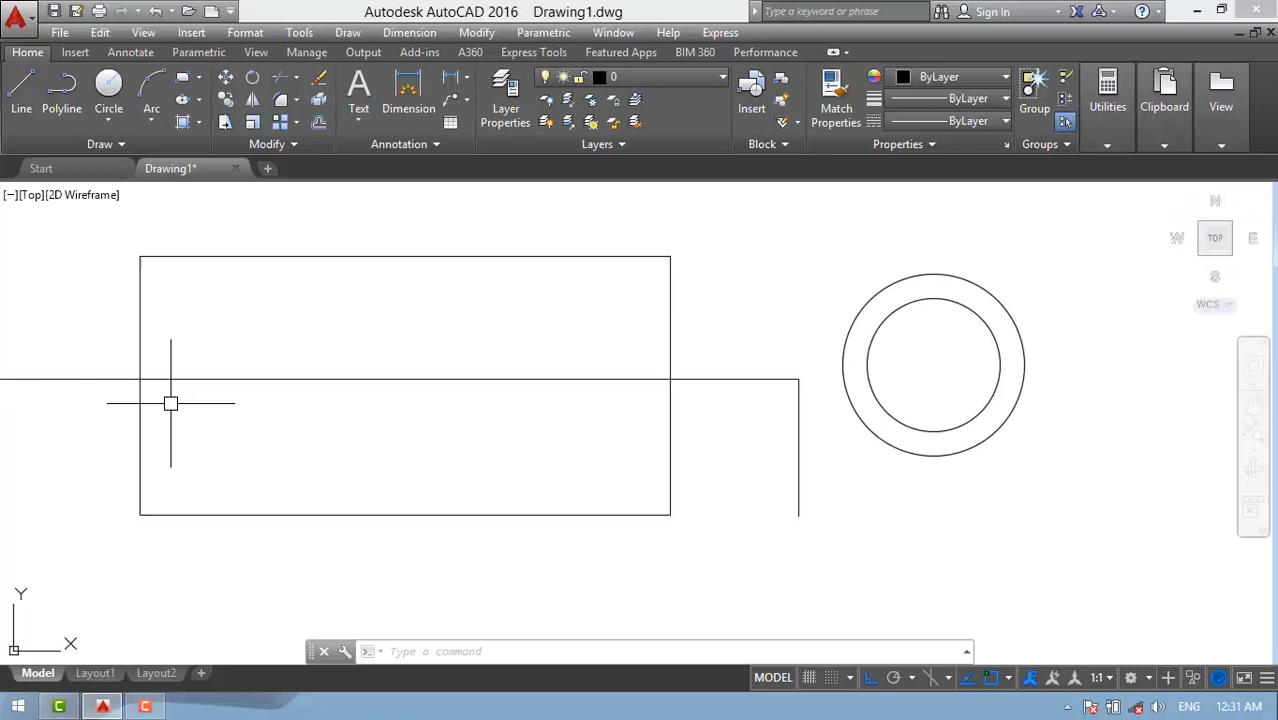 Autodesk AutoCAD 2016 Drawing1.dwg
Type a keyword or phrase
Sign In
File Edit View Insert Format Tools Draw Dimension Modify Parametric Window Help Express
Home Insert Annotate Parametric View Manage Output Add-ins A360 Express Tools Featured Apps BIM 360 Performance
0
ByLayer
ByLayer
ByLayer
Line Polyline Circle Arc Text Dimension Layer Properties Insert Match Properties Group Utilities Clipboard View
Draw Modify Annotation Layers Block Properties Groups
Start Drawing1*
[−][Top][2D Wireframe]
N
W TOP E
S
WCS
Y
X
Type a command
Model Layout1 Layout2
MODEL 1:1
ENG 12:31 AM